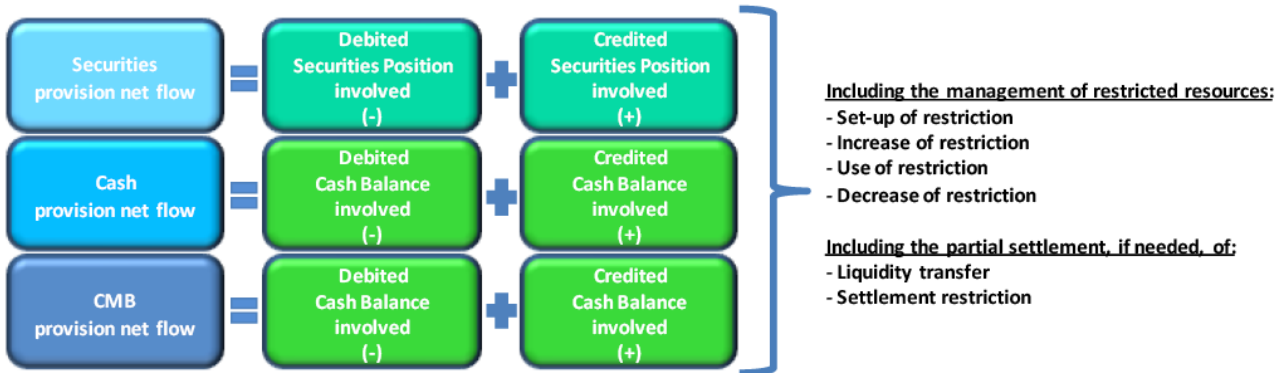 Securities
provision net flow
=
Debited
Securities Position
involved
(-)
+
Credited
Securities Position
involved
(+)
Cash
provision net flow
=
Debited
Cash Balance
involved
(-)
+
Credited
Cash Balance
involved
(+)
CMB
provision net flow
=
Debited
Cash Balance
involved
(-)
+
Credited
Cash Balance
involved
(+)
Including the management of restricted resources:
- Set-up of restriction
- Increase of restriction
- Use of restriction
- Decrease of restriction
Including the partial settlement, if needed, of:
- Liquidity transfer
- Settlement restriction